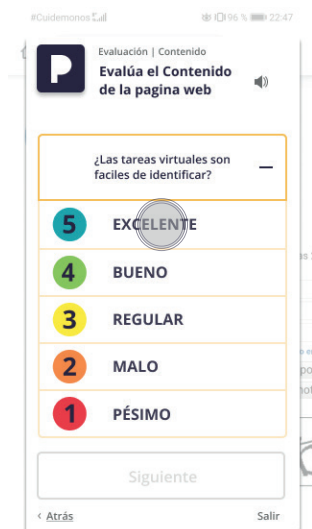 #Cuidemonos
96 % 22:47
P
Evaluación | Contenido
Evalúa el Contenido
de la pagina web
¿Las tareas virtuales son
faciles de identificar?
5 EXCELENTE
4 BUENO
3 REGULAR
2 MALO
1 PÉSIMO
Siguiente
‹ Atrás
Salir